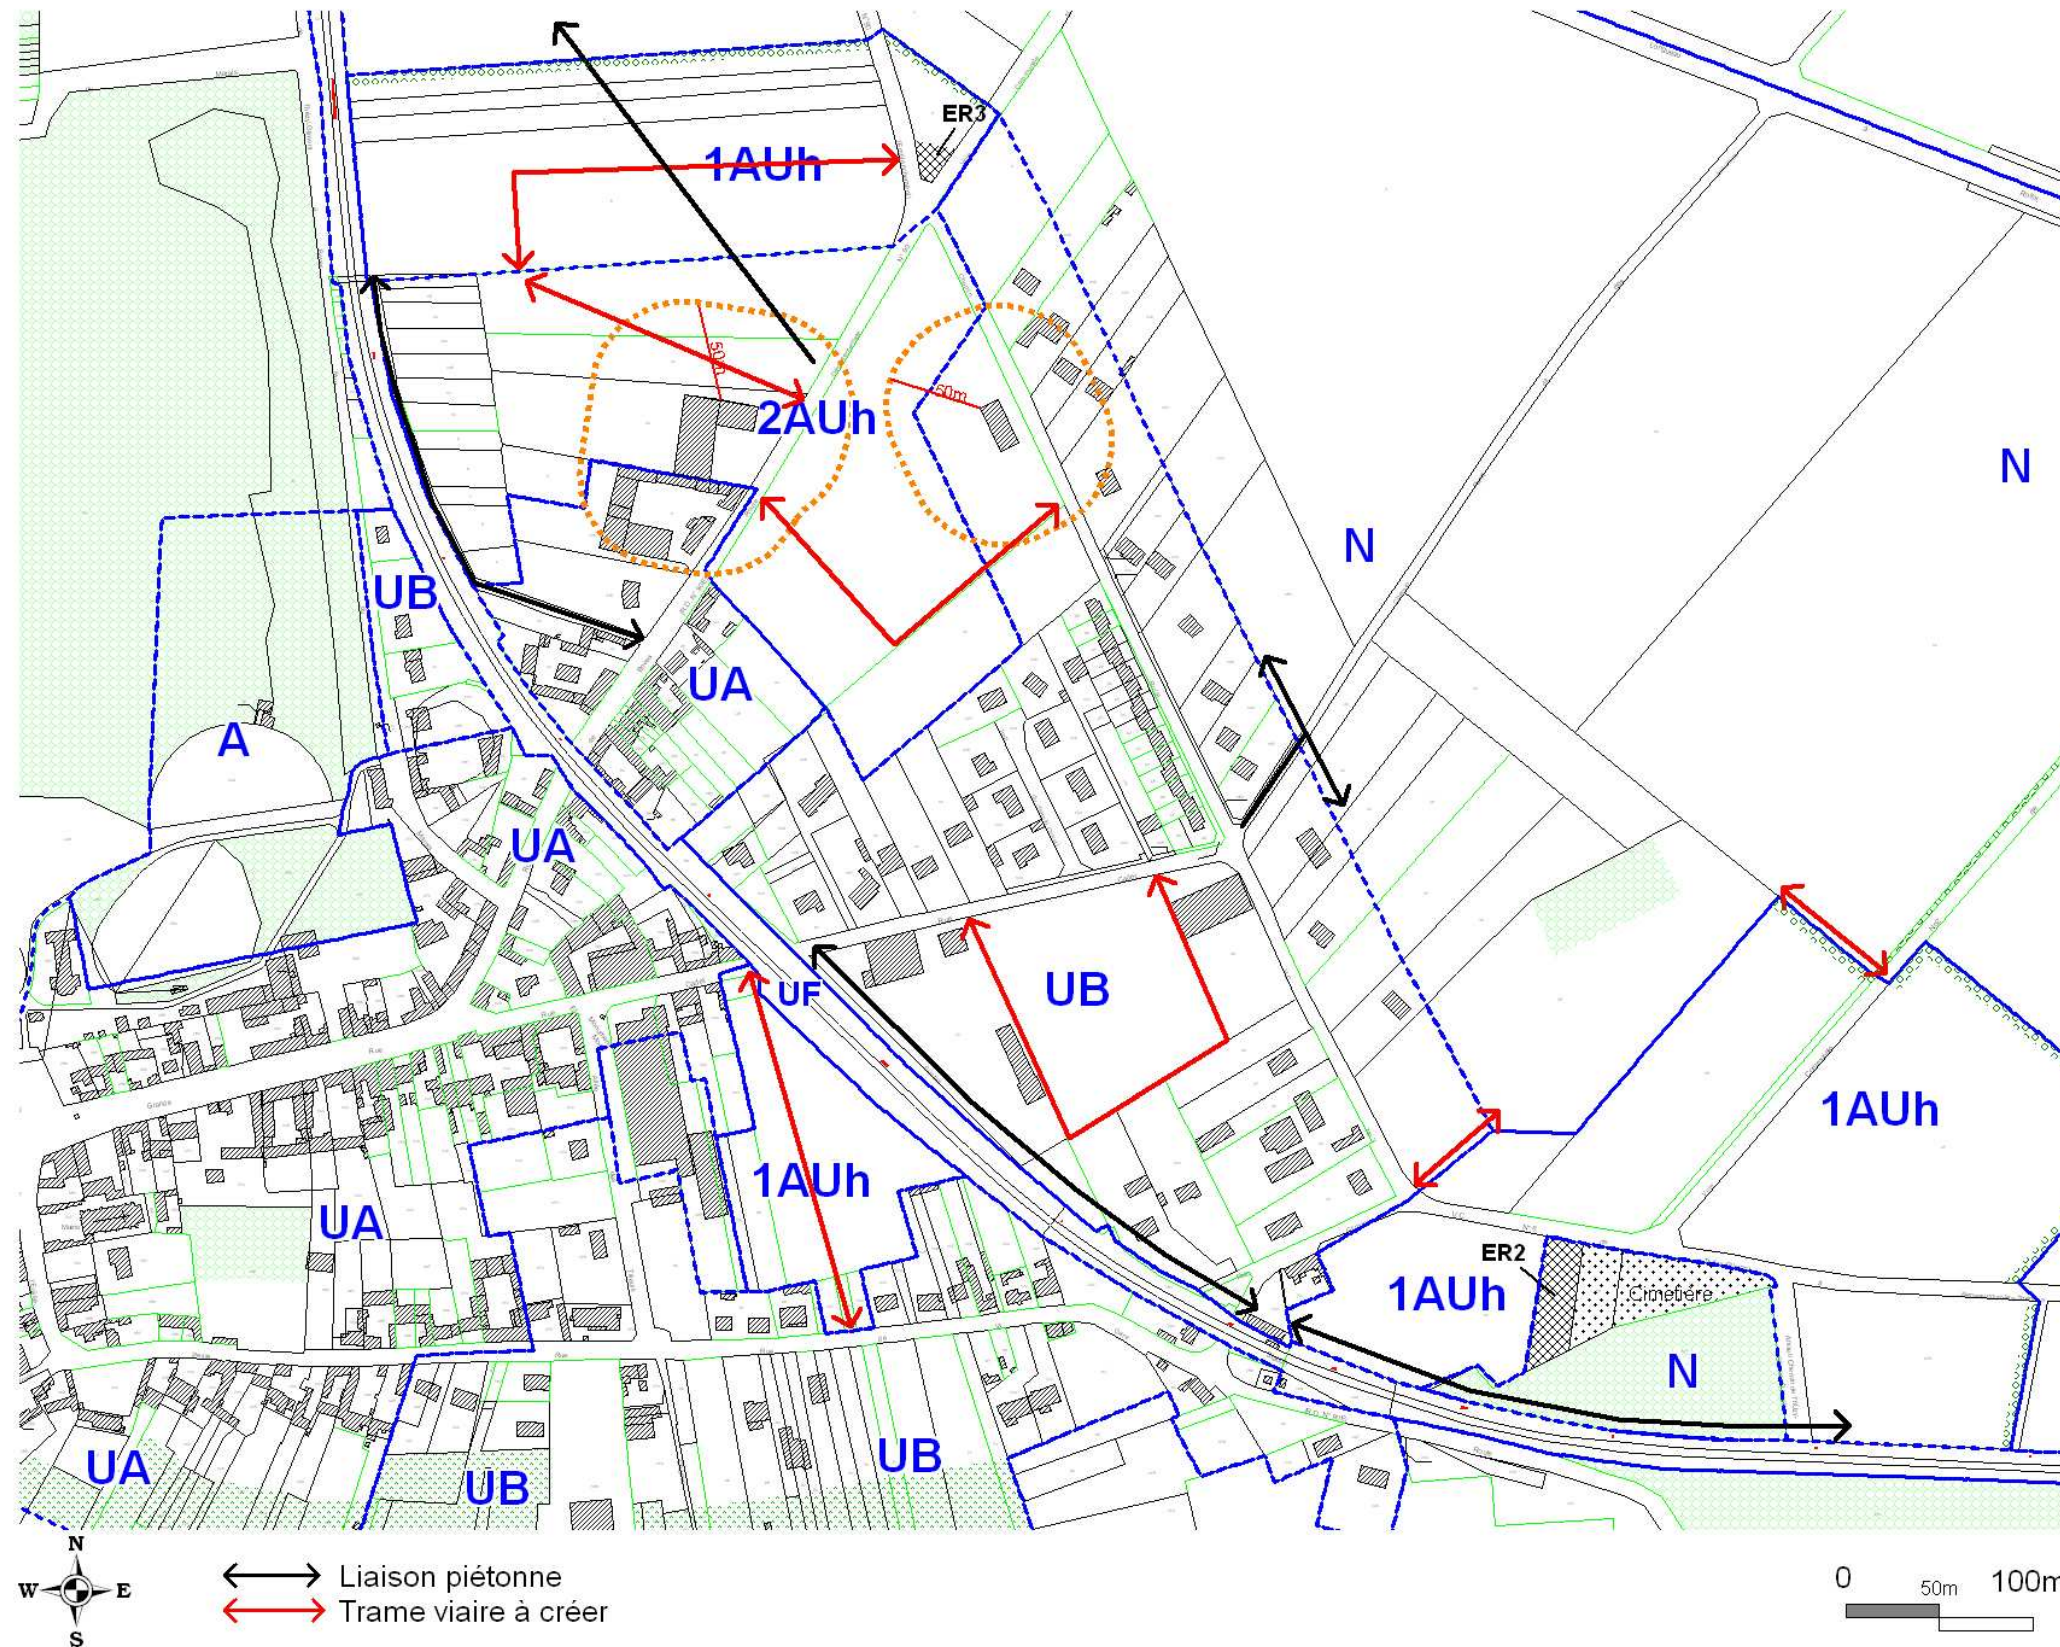 ER3
1AUh
50m
50m
2AUh
N
N
UB
UA
A
UA
UB
UF
1AUh
1AUh
UA
ER2
1AUh
Cimetière
N
UA
UB
UB
N
W E
S
Liaison piétonne
Trame viaire à créer
0 50m 100m